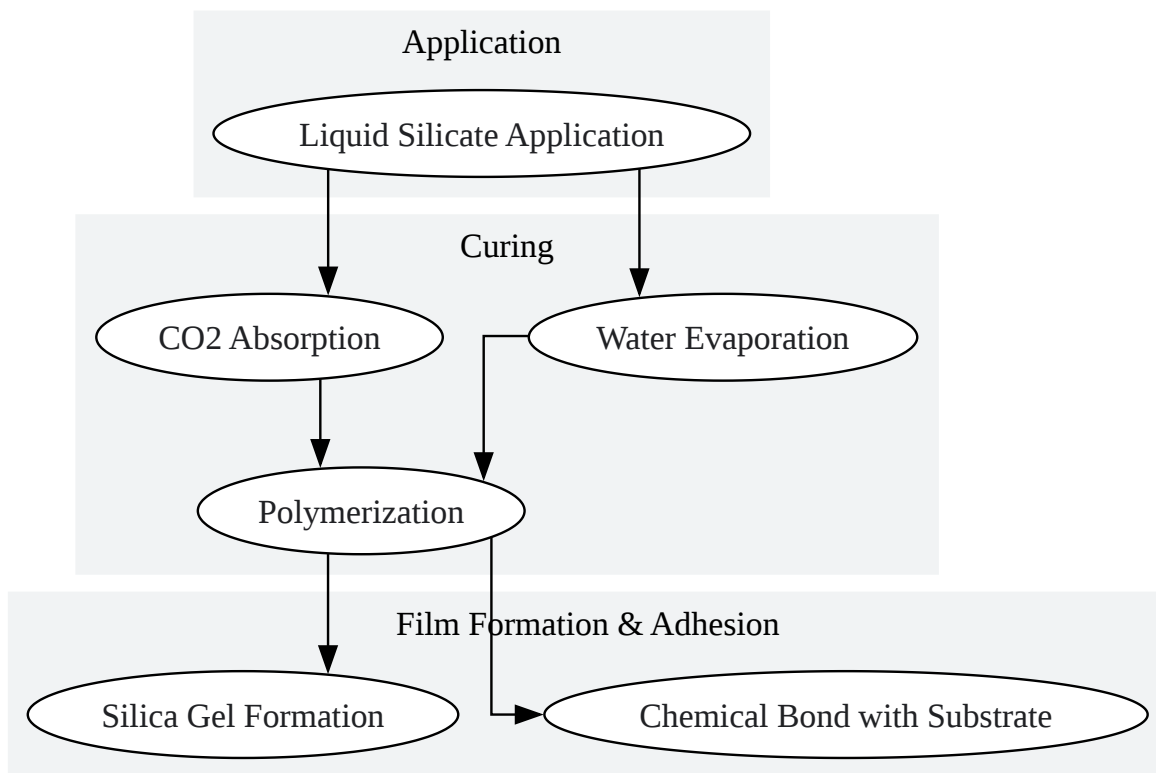 Application
Liquid Silicate Application
Curing
CO2 Absorption
Water Evaporation
Polymerization
Film Formation & Adhesion
Silica Gel Formation
Chemical Bond with Substrate